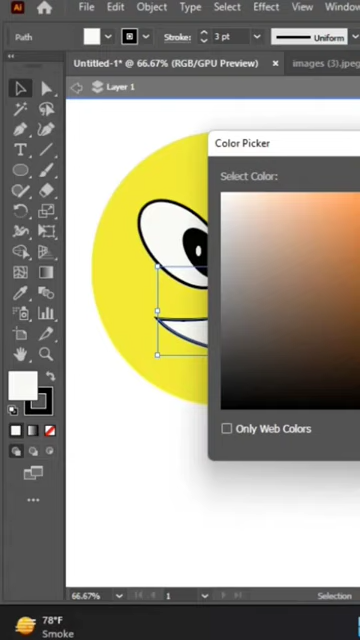 Ai File Edit Object Type Select Effect View Window
Path Stroke: 3 pt Uniform
Untitled-1* @ 66.67% (RGB/GPU Preview) × images (3).jpeg
Layer 1
Color Picker
Select Color:
Only Web Colors
66.67% 1 Selection
78°F
Smoke